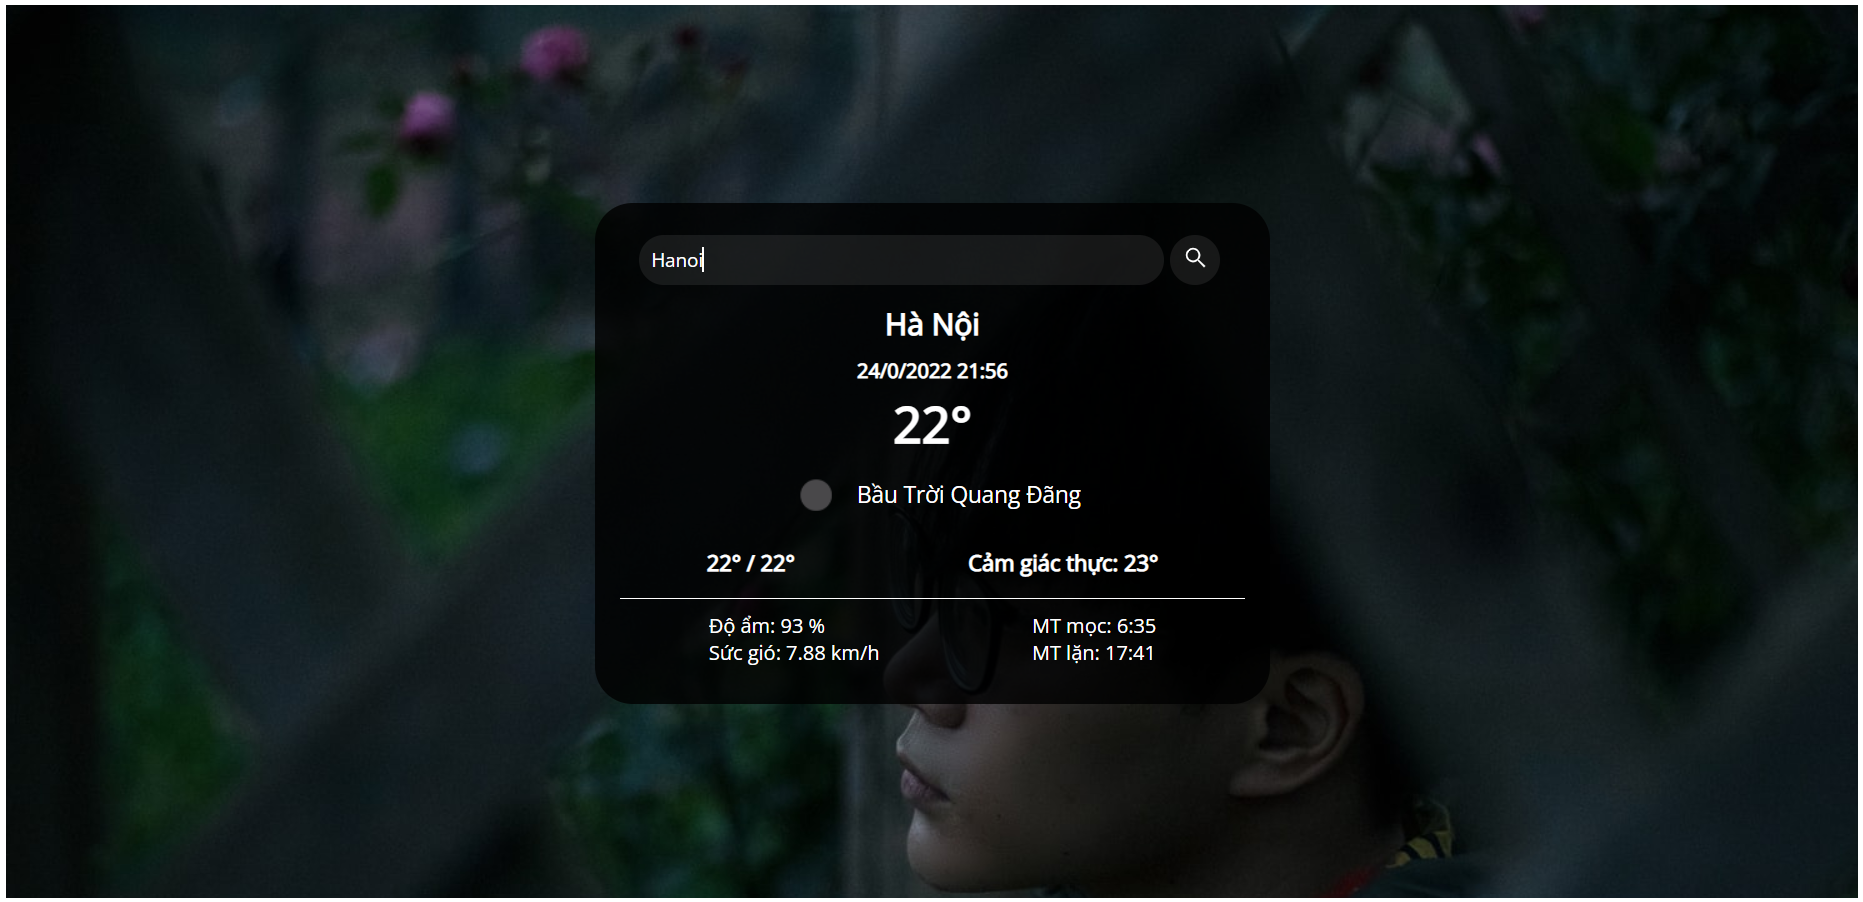 Hanoi
Hà Nội
24/0/2022 21:56
22°
Bầu Trời Quang Đãng
22° / 22°
Cảm giác thực: 23°
Độ ẩm: 93 %
Sức gió: 7.88 km/h
MT mọc: 6:35
MT lặn: 17:41